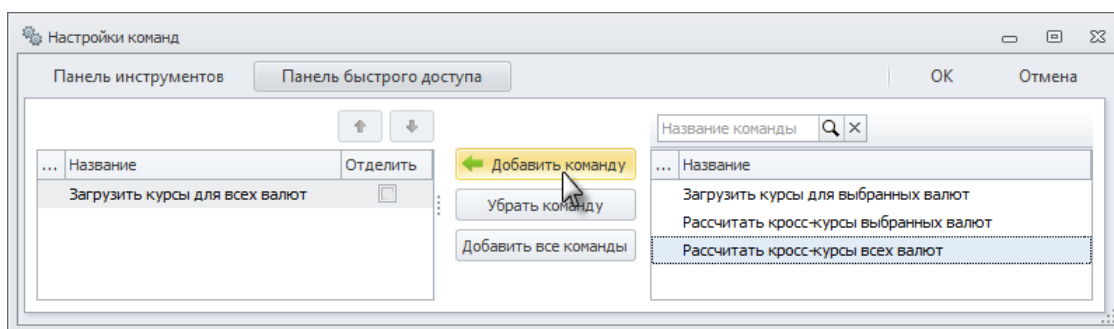 Настройки команд
Панель инструментов Панель быстрого доступа ОК Отмена
Название команды
... Название Отделить
Загрузить курсы для всех валют
Добавить команду
Убрать команду
Добавить все команды
... Название
Загрузить курсы для выбранных валют
Рассчитать кросс-курсы выбранных валют
Рассчитать кросс-курсы всех валют